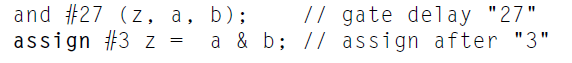 and #27 (z, a, b);    // gate delay "27"
assign #3 z =  a & b; // assign after "3"